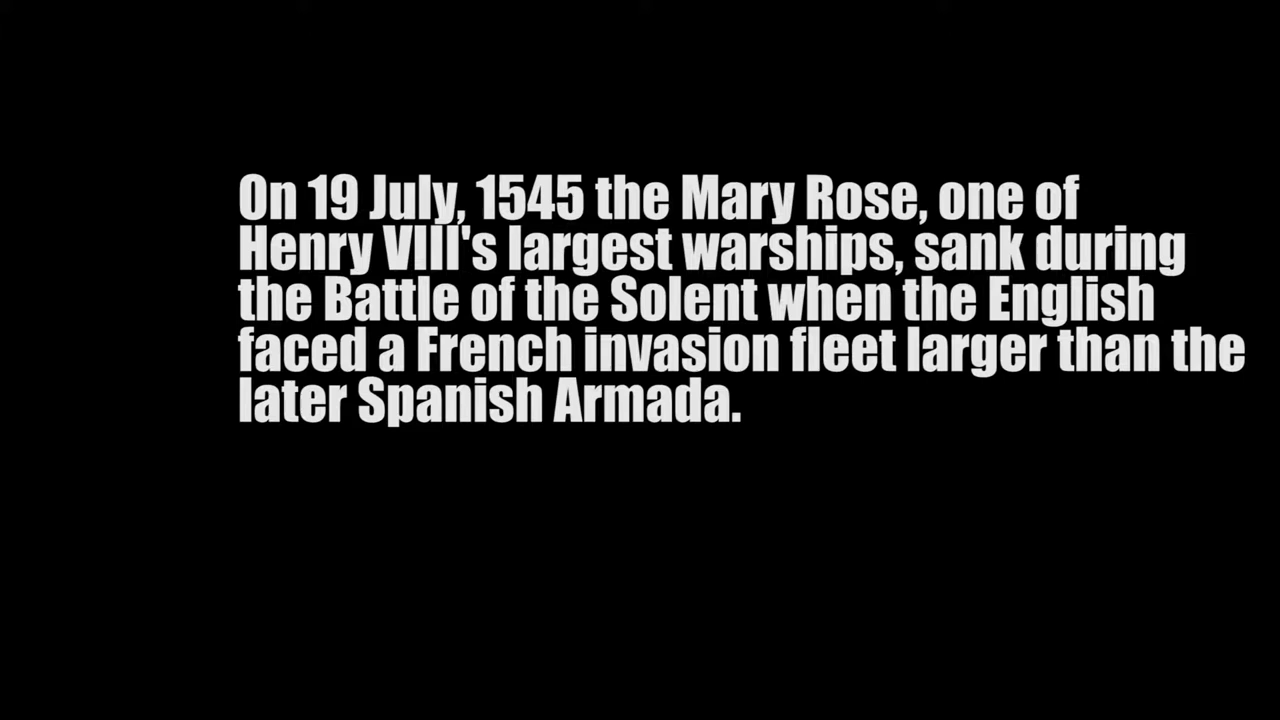 On 19 July, 1545 the Mary Rose, one of
Henry VIII's largest warships, sank during
the Battle of the Solent when the English
faced a French invasion fleet larger than the
later Spanish Armada.